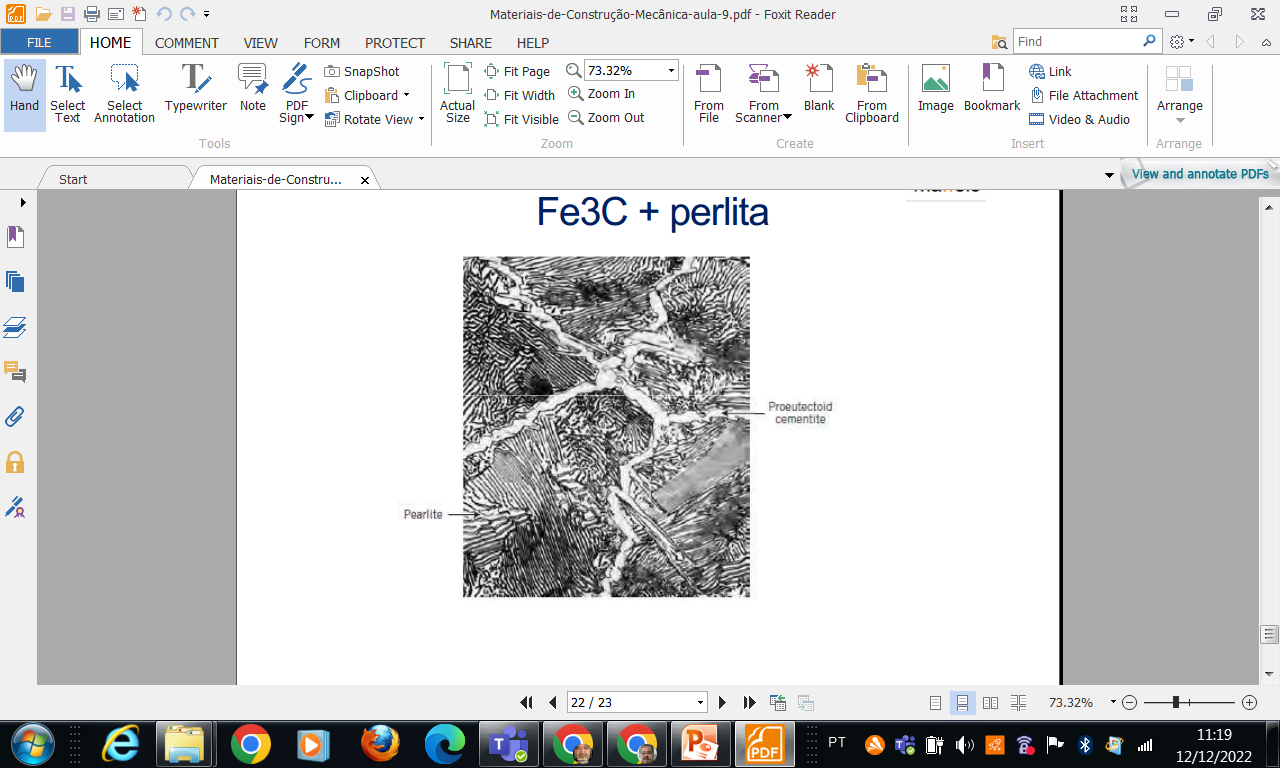 Materiais-de-Construção-Mecânica-aula-9.pdf - Foxit Reader
FILE HOME COMMENT VIEW FORM PROTECT SHARE HELP Find
Hand
Select Text
Select Annotation
Typewriter
Note
PDF Sign
SnapShot
Clipboard
Rotate View
Tools
Actual Size
Fit Page
Fit Width
Fit Visible
73.32%
Zoom In
Zoom Out
Zoom
From File
From Scanner
Blank
From Clipboard
Create
Image
Bookmark
Link
File Attachment
Video & Audio
Insert
Arrange
Arrange
Start
Materiais-de-Constru...
View and annotate PDFs
Fe3C + perlita
Proeutectoid
cementite
Pearlite
22 / 23
73.32%
PT
11:19
12/12/2022